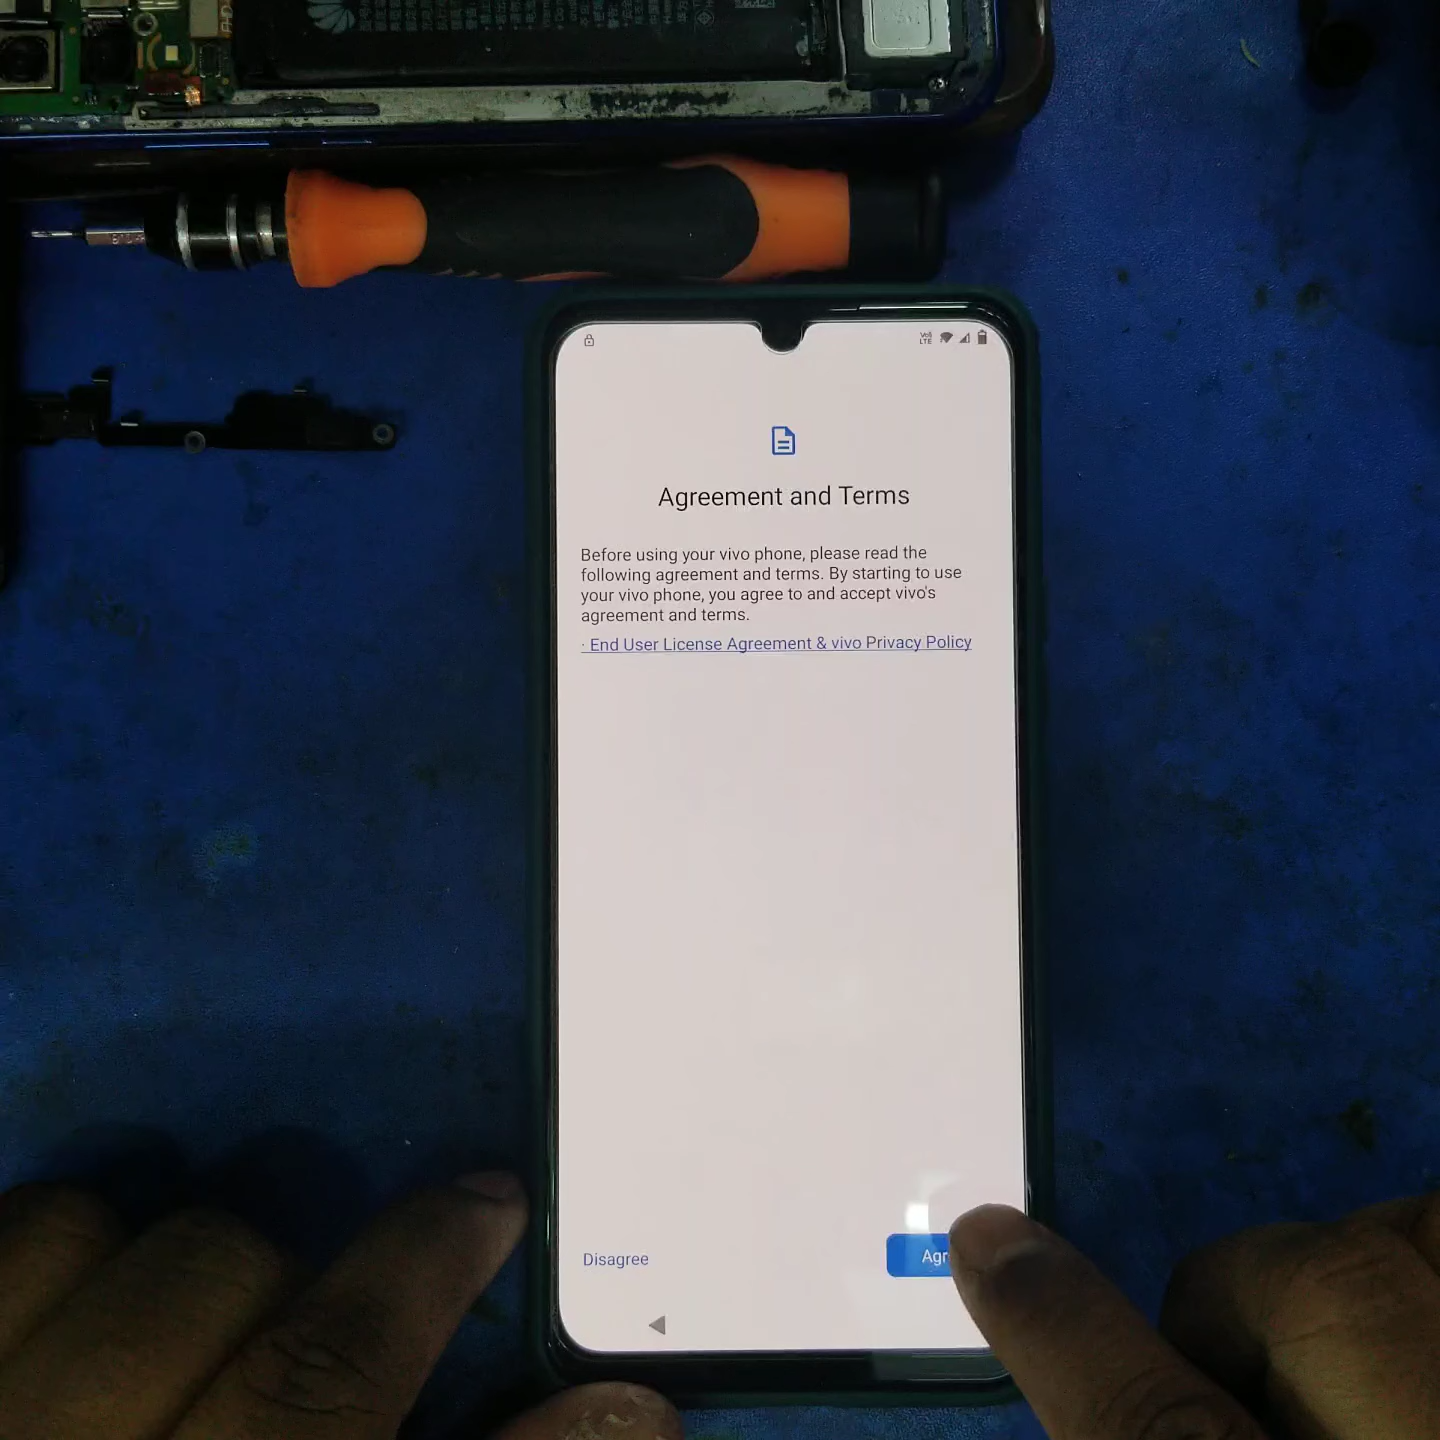 VoB
LTE
Agreement and Terms
Before using your vivo phone, please read the
following agreement and terms. By starting to use
your vivo phone, you agree to and accept vivo's
agreement and terms.
· End User License Agreement & vivo Privacy Policy
Disagree
Agr